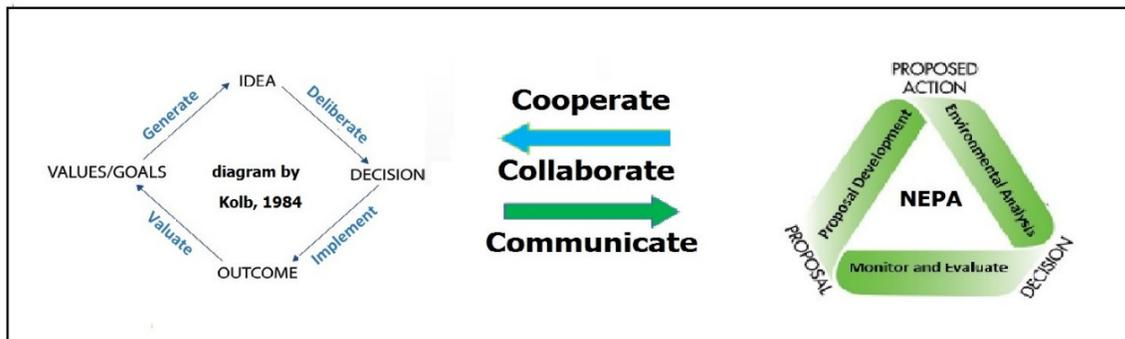 IDEA
Generate
Deliberate
VALUES/GOALS
diagram by
Kolb, 1984
DECISION
Valuate
Implement
OUTCOME
Cooperate
Collaborate
Communicate
PROPOSED
ACTION
Proposal Development
Environmental Analysis
NEPA
PROPOSAL
Monitor and Evaluate
DECISION